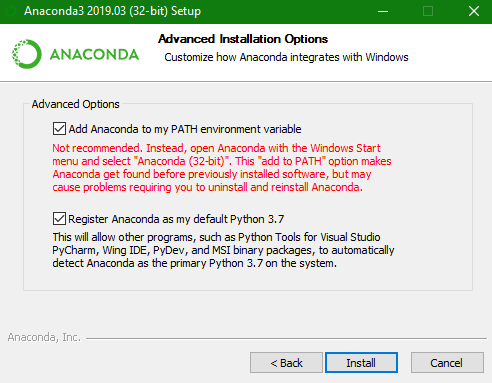 Anaconda3 2019.03 (32-bit) Setup
ANACONDA
Advanced Installation Options
Customize how Anaconda integrates with Windows
Advanced Options
Add Anaconda to my PATH environment variable
Not recommended. Instead, open Anaconda with the Windows Start
menu and select "Anaconda (32-bit)". This "add to PATH" option makes
Anaconda get found before previously installed software, but may
cause problems requiring you to uninstall and reinstall Anaconda.
Register Anaconda as my default Python 3.7
This will allow other programs, such as Python Tools for Visual Studio
PyCharm, Wing IDE, PyDev, and MSI binary packages, to automatically
detect Anaconda as the primary Python 3.7 on the system.
Anaconda, Inc.
< Back Install Cancel